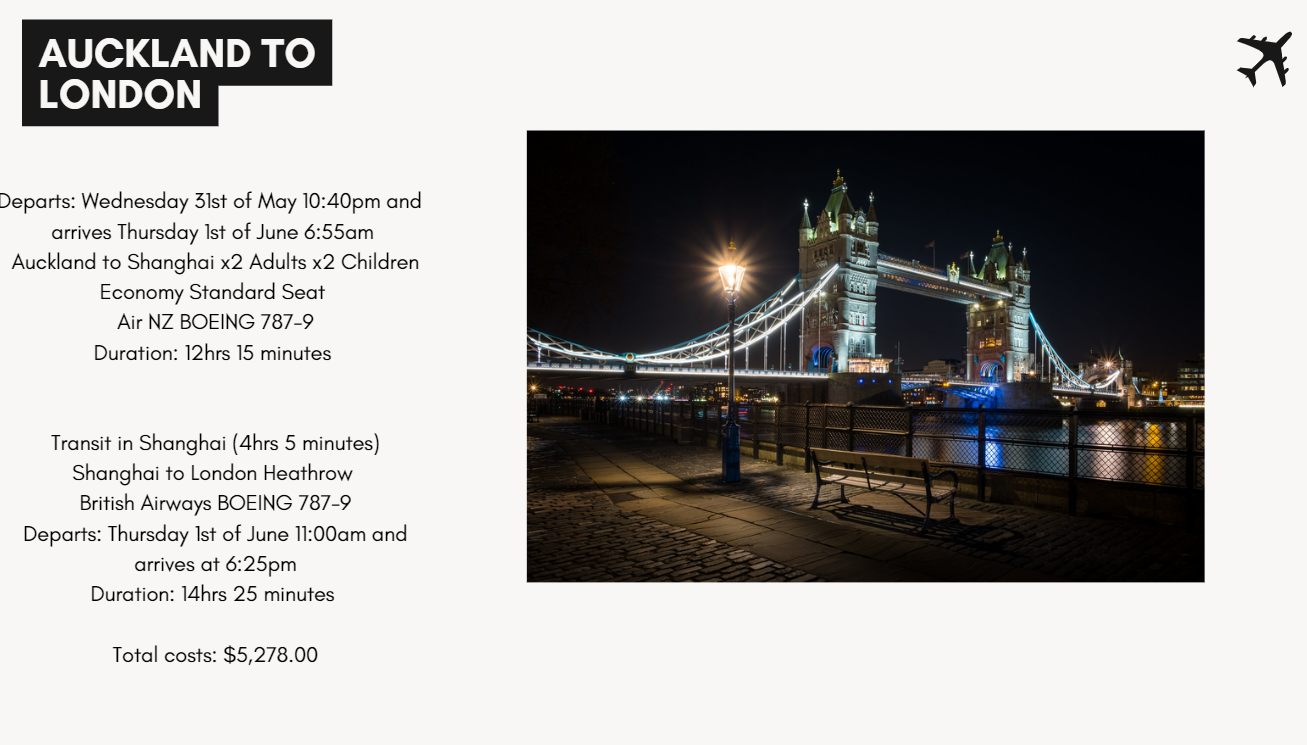 AUCKLAND TO
LONDON
Departs: Wednesday 31st of May 10:40pm and
arrives Thursday 1st of June 6:55am
Auckland to Shanghai x2 Adults x2 Children
Economy Standard Seat
Air NZ BOEING 787-9
Duration: 12hrs 15 minutes
Transit in Shanghai (4hrs 5 minutes)
Shanghai to London Heathrow
British Airways BOEING 787-9
Departs: Thursday 1st of June 11:00am and
arrives at 6:25pm
Duration: 14hrs 25 minutes
Total costs: $5,278.00